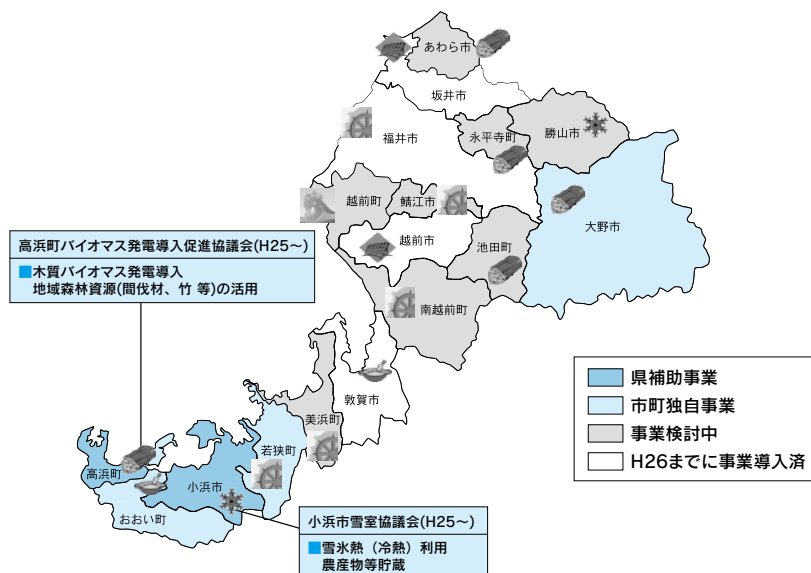 あわら市
坂井市
福井市
永平寺町
勝山市
越前町
鯖江市
大野市
越前市
池田町
南越前町
高浜町バイオマス発電導入促進協議会(H25〜)
■木質バイオマス発電導入
地域森林資源(間伐材、竹 等)の活用
敦賀市
美浜町
若狭町
高浜町
小浜市
おおい町
小浜市雪室協議会(H25〜)
■雪氷熱（冷熱）利用
農産物等貯蔵
県補助事業
市町独自事業
事業検討中
H26までに事業導入済